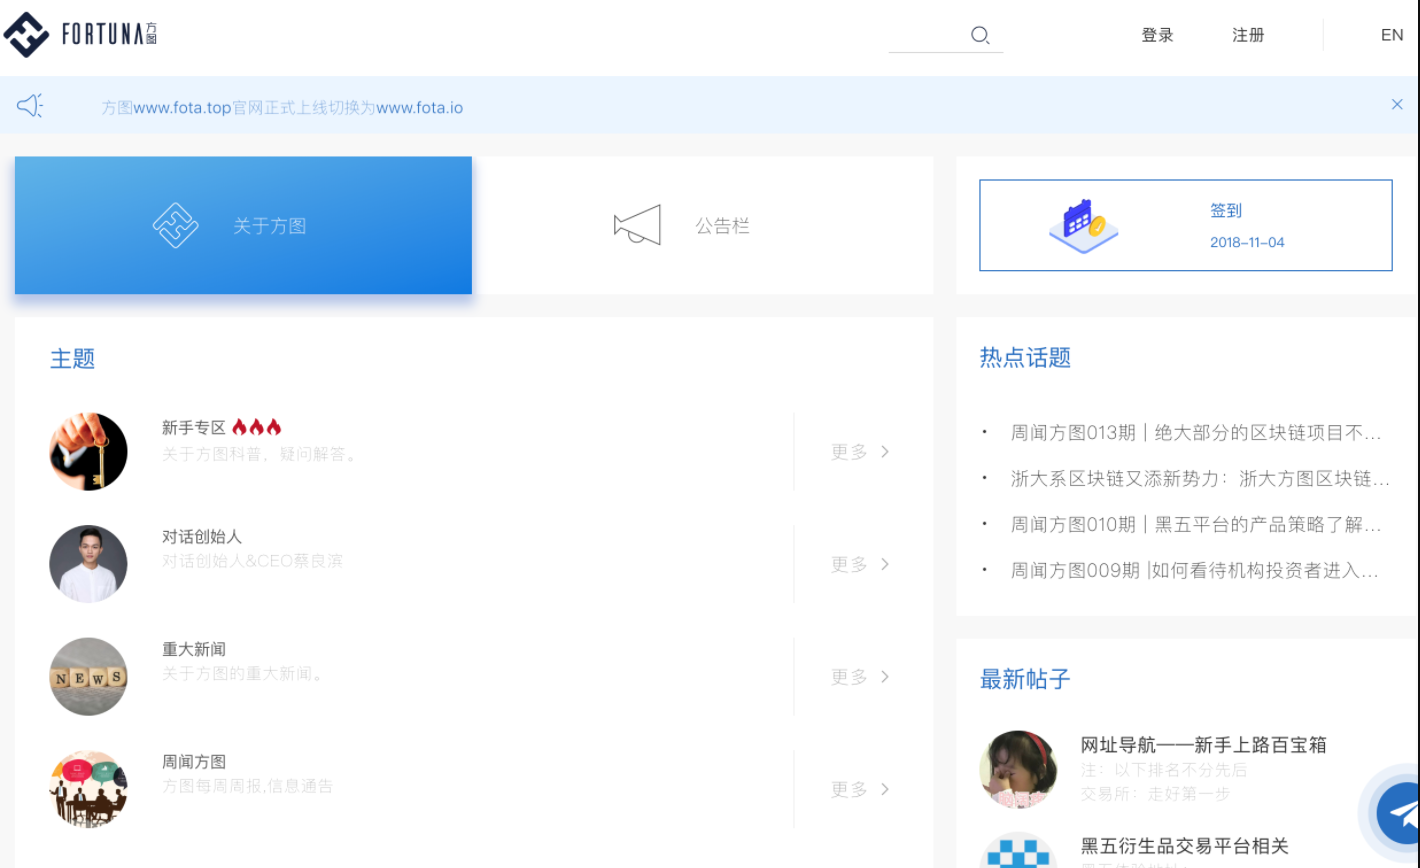 FORTUNA方图
登录
注册
EN
方图www.fota.top官网正式上线切换为www.fota.io
关于方图
公告栏
签到
2018-11-04
主题
新手专区
关于方图科普，疑问解答。
更多
对话创始人
对话创始人&CEO蔡良滨
更多
重大新闻
关于方图的重大新闻。
更多
NEWS
周闻方图
方图每周周报,信息通告
更多
热点话题
· 周闻方图013期 | 绝大部分的区块链项目不...
· 浙大系区块链又添新势力：浙大方图区块链...
· 周闻方图010期 | 黑五平台的产品策略了解...
· 周闻方图009期 |如何看待机构投资者进入...
最新帖子
网址导航——新手上路百宝箱
注：以下排名不分先后
交易所：走好第一步
黑五衍生品交易平台相关